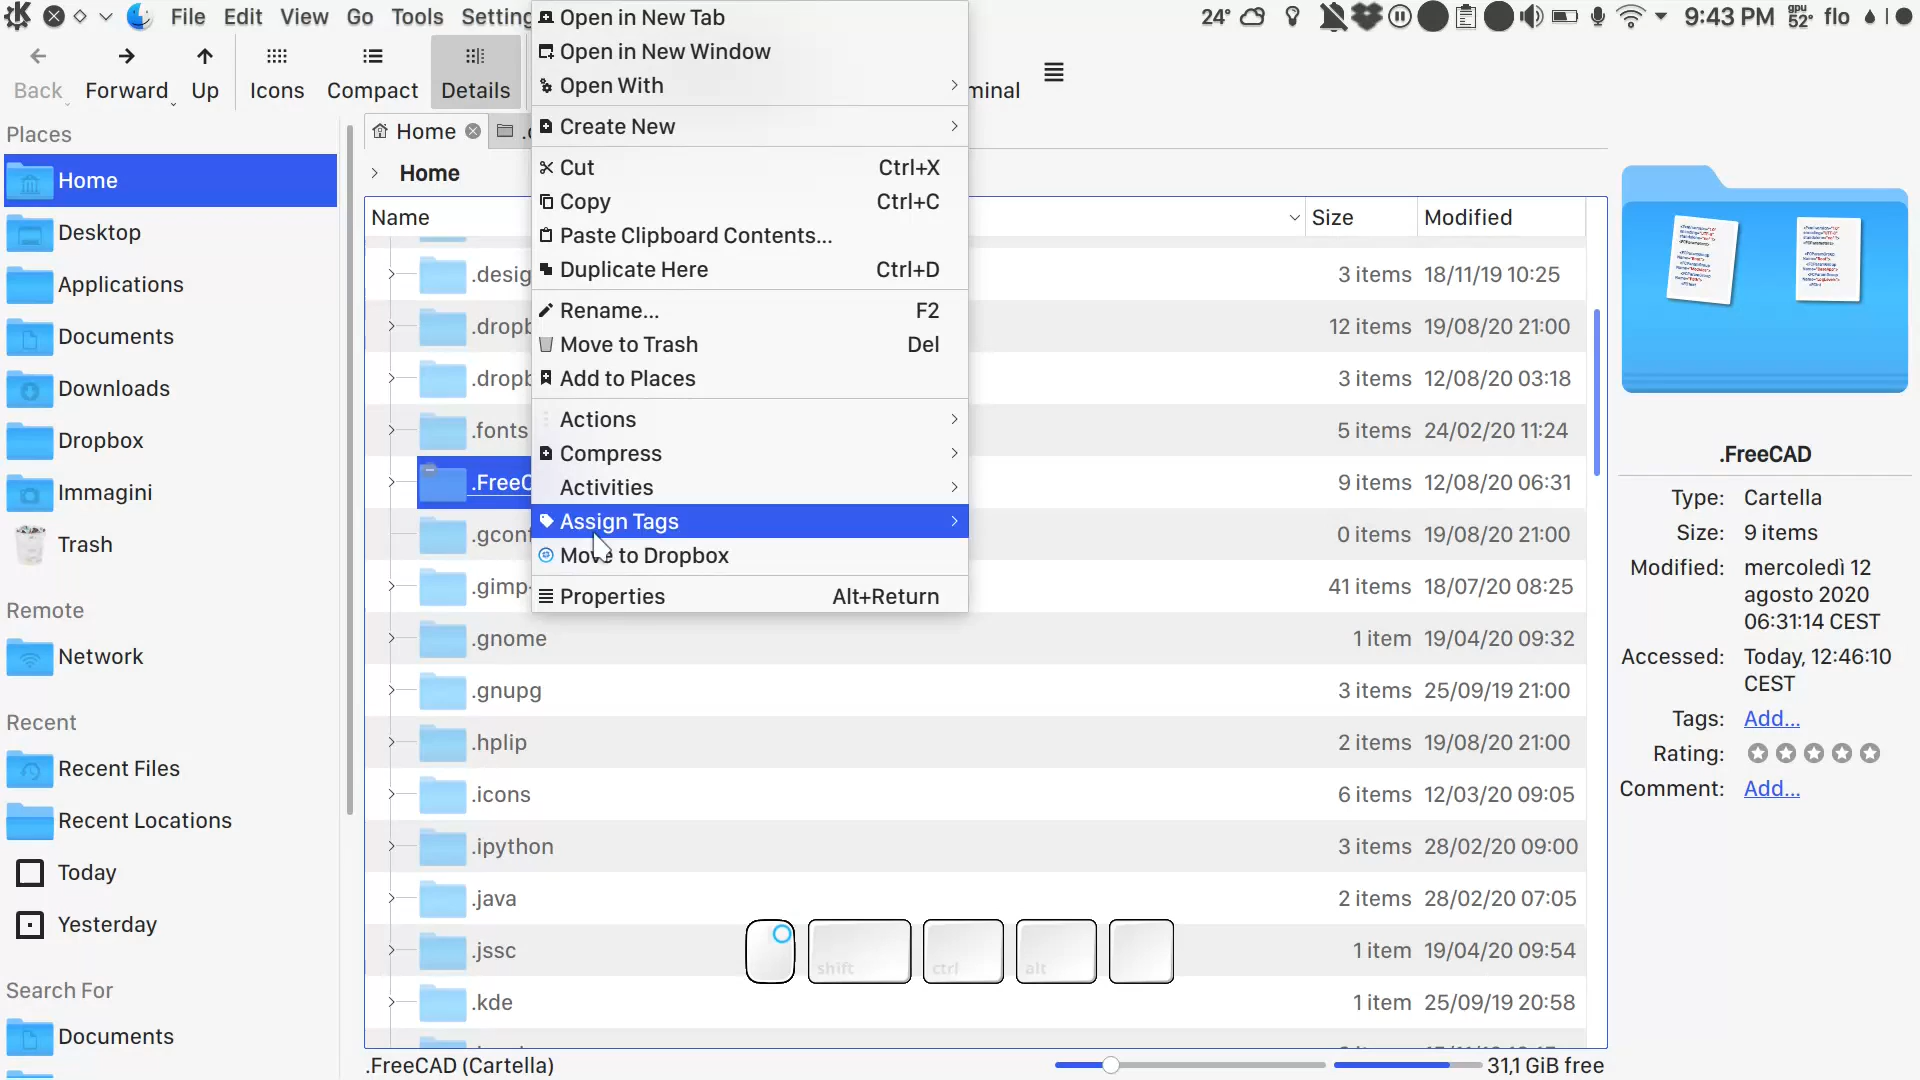 File Edit View Go Tools Setting
24° 9:43 PM gpu 52° flo
Back Forward Up Icons Compact Details minal
Places
Home
Desktop
Applications
Documents
Downloads
Dropbox
Immagini
Trash
Remote
Network
Recent
Recent Files
Recent Locations
Today
Yesterday
Search For
Documents
Home
Home
Name Size Modified
.desig 3 items 18/11/19 10:25
.dropb 12 items 19/08/20 21:00
.dropb 3 items 12/08/20 03:18
.fonts 5 items 24/02/20 11:24
.FreeC 9 items 12/08/20 06:31
.gconf 0 items 19/08/20 21:00
.gimp- 41 items 18/07/20 08:25
.gnome 1 item 19/04/20 09:32
.gnupg 3 items 25/09/19 21:00
.hplip 2 items 19/08/20 21:00
.icons 6 items 12/03/20 09:05
.ipython 3 items 28/02/20 09:00
.java 2 items 28/02/20 07:05
.jssc 1 item 19/04/20 09:54
.kde 1 item 25/09/19 20:58
Open in New Tab
Open in New Window
Open With
Create New
Cut Ctrl+X
Copy Ctrl+C
Paste Clipboard Contents...
Duplicate Here Ctrl+D
Rename... F2
Move to Trash Del
Add to Places
Actions
Compress
Activities
Assign Tags
Move to Dropbox
Properties Alt+Return
shift ctrl alt
.FreeCAD (Cartella) 31,1 GiB free
.FreeCAD
Type: Cartella
Size: 9 items
Modified: mercoledì 12
agosto 2020
06:31:14 CEST
Accessed: Today, 12:46:10
CEST
Tags: Add...
Rating:
Comment: Add...